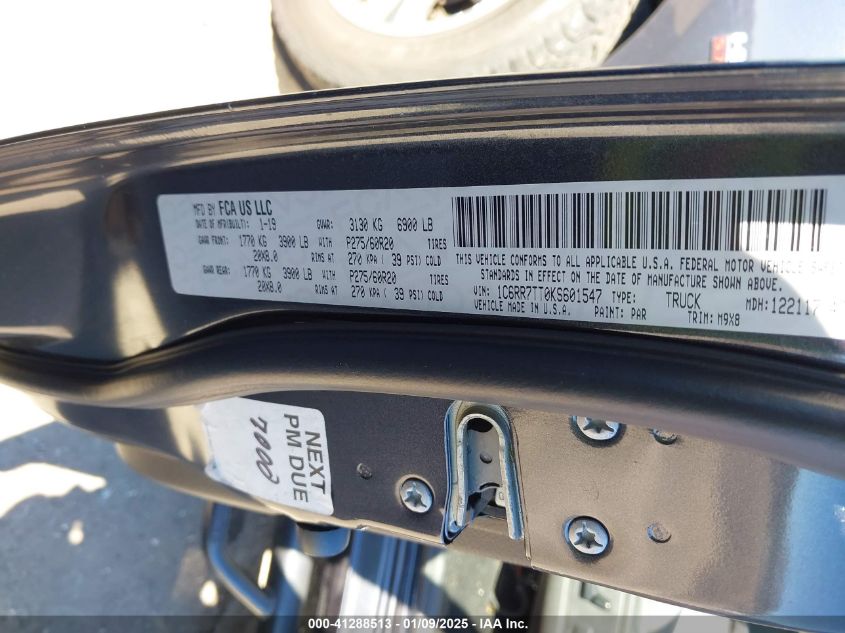 MFD BY FCA US LLC
DATE OF MFR(BUILT): 1-19 GVWR: 3130 KG 6900 LB
GAWR FRONT: 1770 KG 3900 LB WITH P275/60R20 TIRES
20X8.0 RIMS AT 270 KPA ( 39 PSI) COLD
GAWR REAR: 1770 KG 3900 LB WITH P275/60R20 TIRES
20X8.0 RIMS AT 270 KPA ( 39 PSI) COLD
THIS VEHICLE CONFORMS TO ALL APPLICABLE U.S.A. FEDERAL MOTOR VEHICLE
STANDARDS IN EFFECT ON THE DATE OF MANUFACTURE SHOWN ABOVE.
VIN: 1C6RR7TT0KS601547 TYPE: TRUCK MDH: 122117
VEHICLE MADE IN U.S.A. PAINT: PAR TRIM: M9X8
NEXT
PM DUE
7000
000-41288513 - 01/09/2025 - IAA Inc.